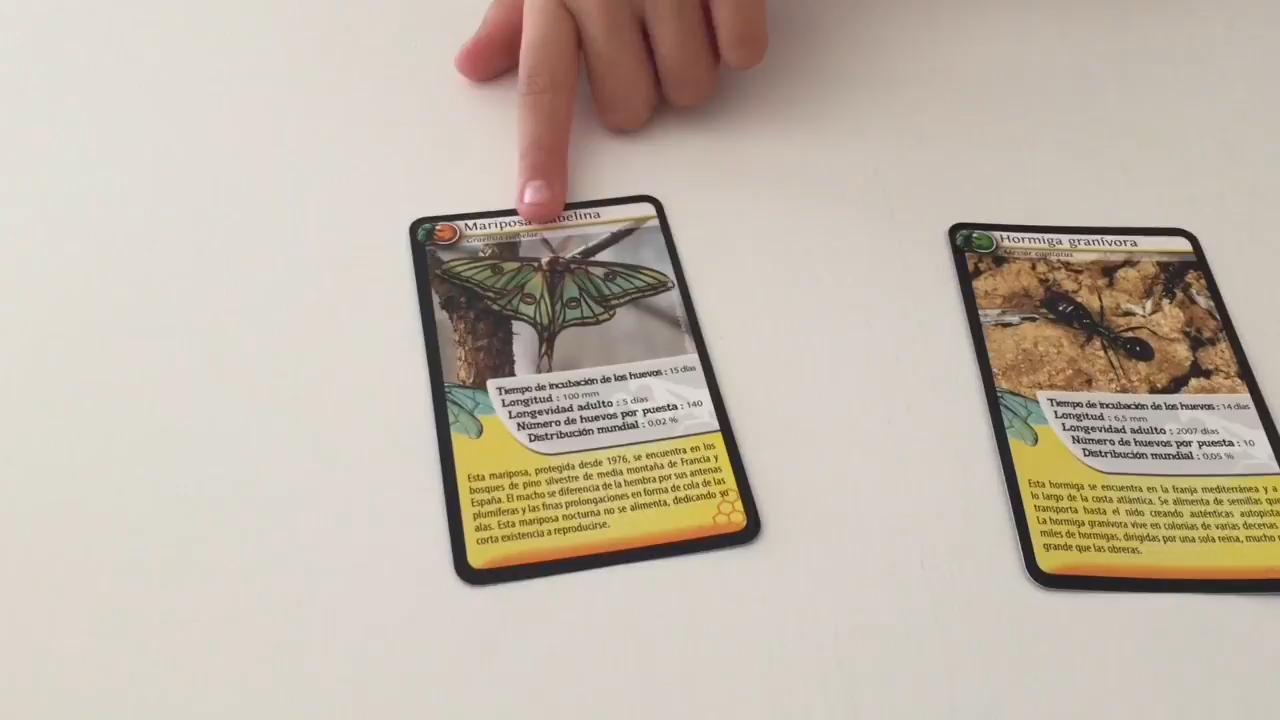 Mariposa
Graellsia isabelae
Tiempo de incubación de los huevos : 15 días
Longitud : 100 mm
Longevidad adulto : 5 días
Número de huevos por puesta : 140
Distribución mundial : 0,02 %
Esta mariposa, protegida desde 1976, se encuentra en los
bosques de pino silvestre de media montaña de Francia y
España. El macho se diferencia de la hembra por sus antenas
plumíferas y las finas prolongaciones en forma de cola de las
alas. Esta mariposa nocturna no se alimenta, dedicando su
corta existencia a reproducirse.
Hormiga granívora
Messor capitatus
Tiempo de incubación de los huevos : 14 días
Longitud : 6,5 mm
Longevidad adulto : 2007 días
Número de huevos por puesta : 10
Distribución mundial : 0,05 %
Esta hormiga se encuentra en la franja mediterránea y a
lo largo de la costa atlántica. Se alimenta de semillas que
transporta hasta el nido creando auténticas
La hormiga granívora vive en colonias de varias decenas
miles de hormigas, dirigidas por una sola reina, mucho
grande que las obreras.